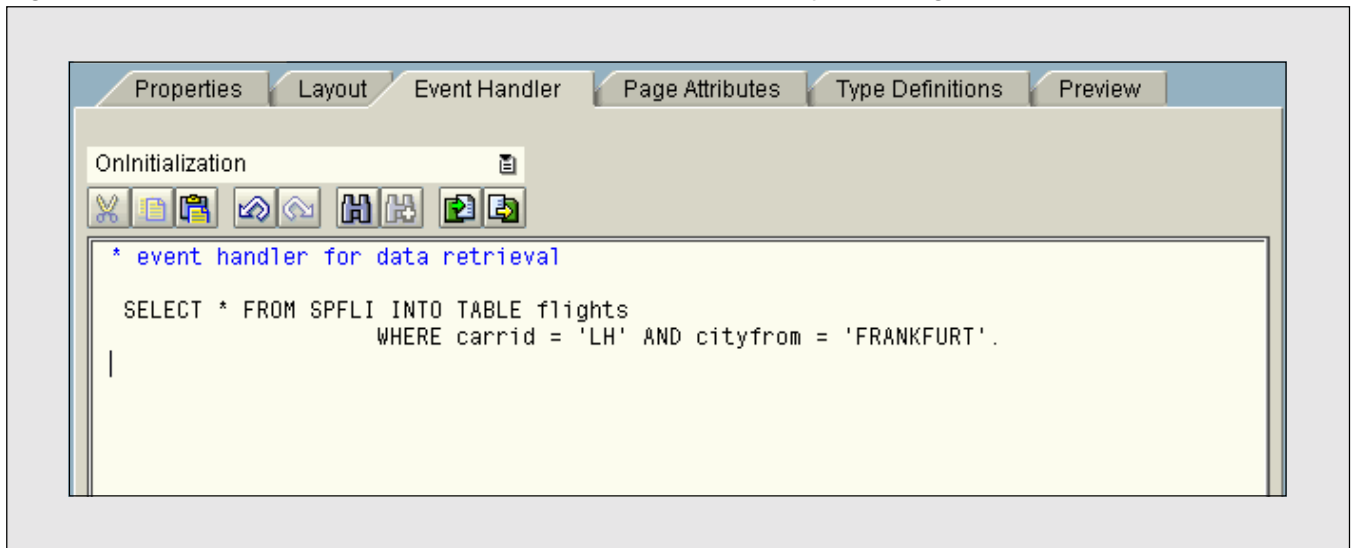 Properties Layout Event Handler Page Attributes Type Definitions Preview
OnInitialization
* event handler for data retrieval
SELECT * FROM SPFLI INTO TABLE flights
WHERE carrid = 'LH' AND cityfrom = 'FRANKFURT'.